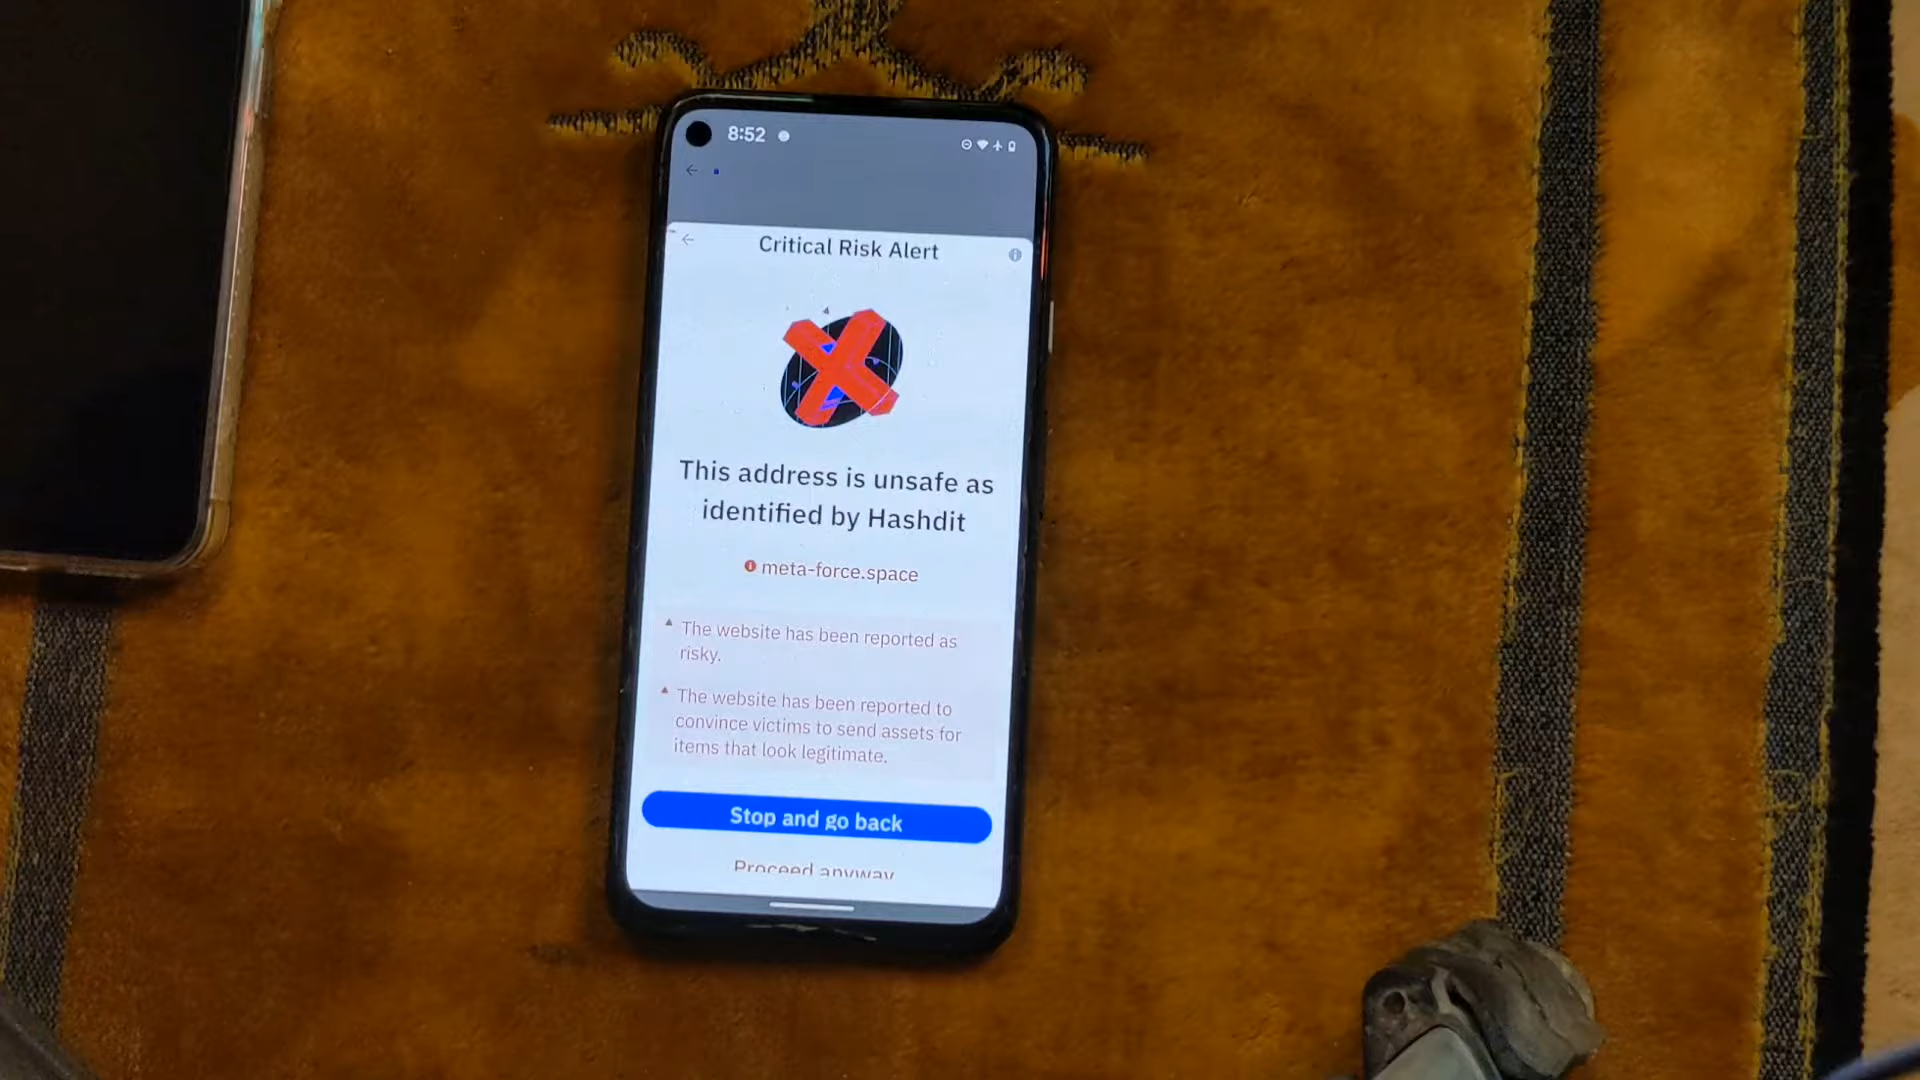 8:52
Critical Risk Alert
This address is unsafe as
identified by Hashdit
meta-force.space
The website has been reported as
risky.
The website has been reported to
convince victims to send assets for
items that look legitimate.
Stop and go back
Proceed anyway